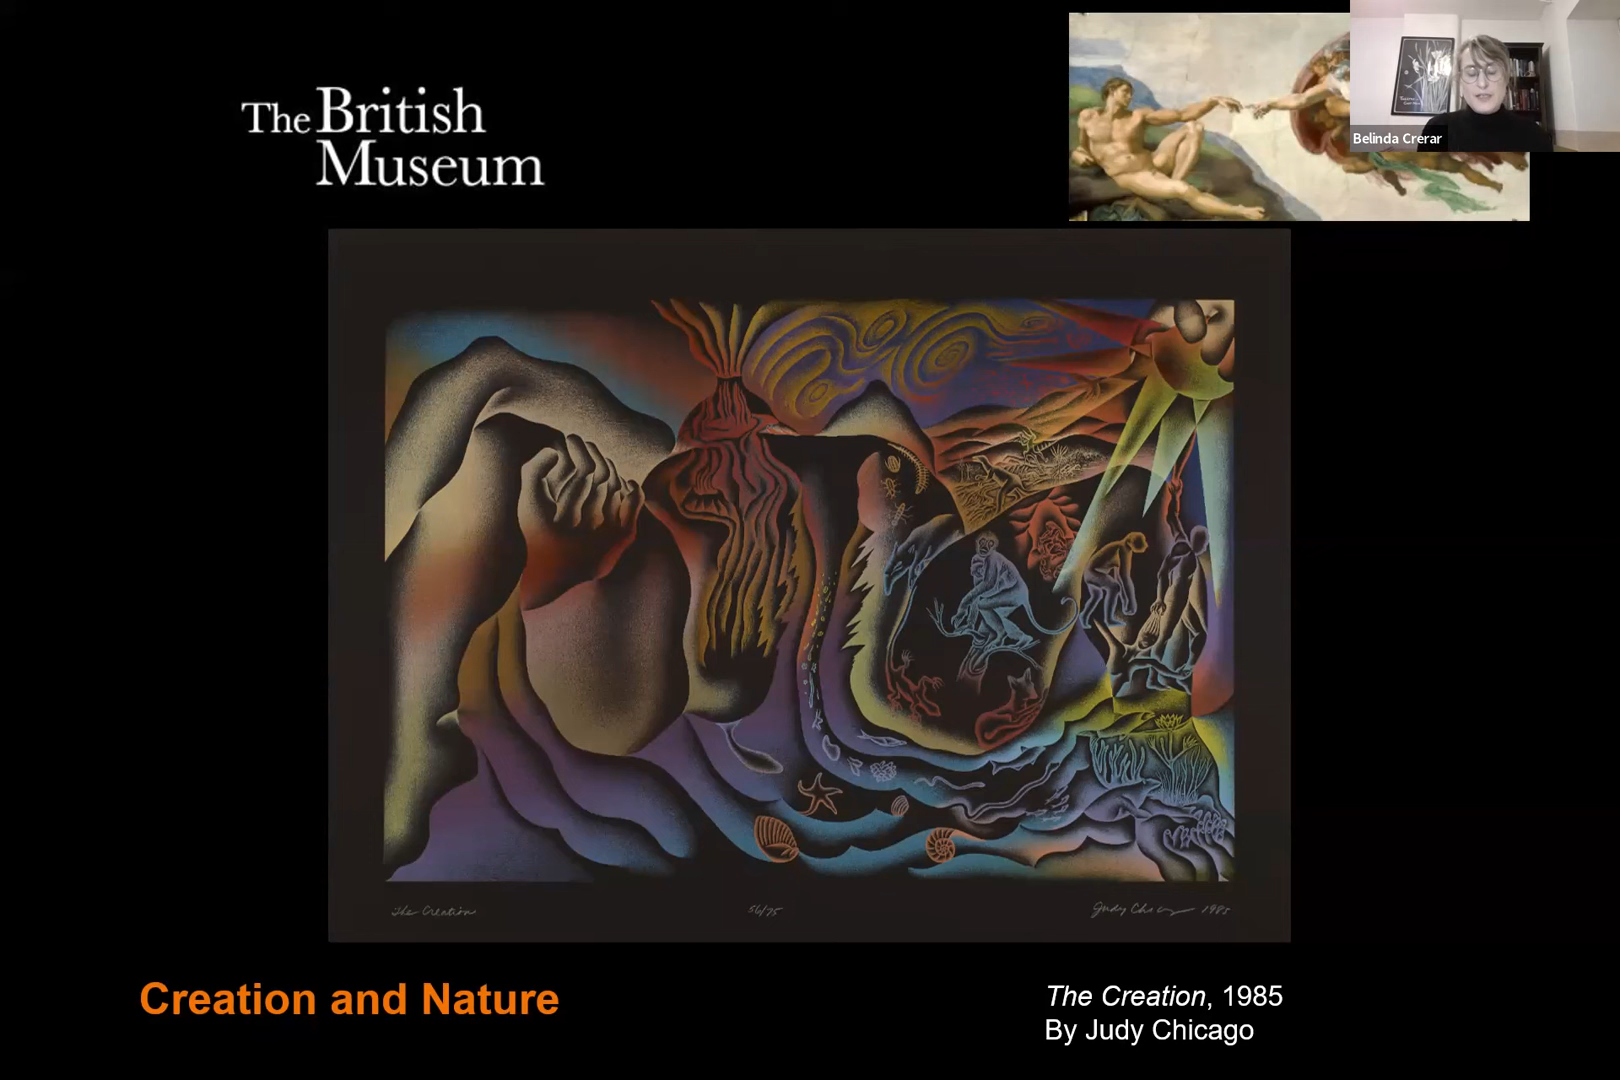 The British
Museum
Belinda Crerar
The Creation
56/75
Judy Chicago 1985
Creation and Nature
The Creation, 1985
By Judy Chicago